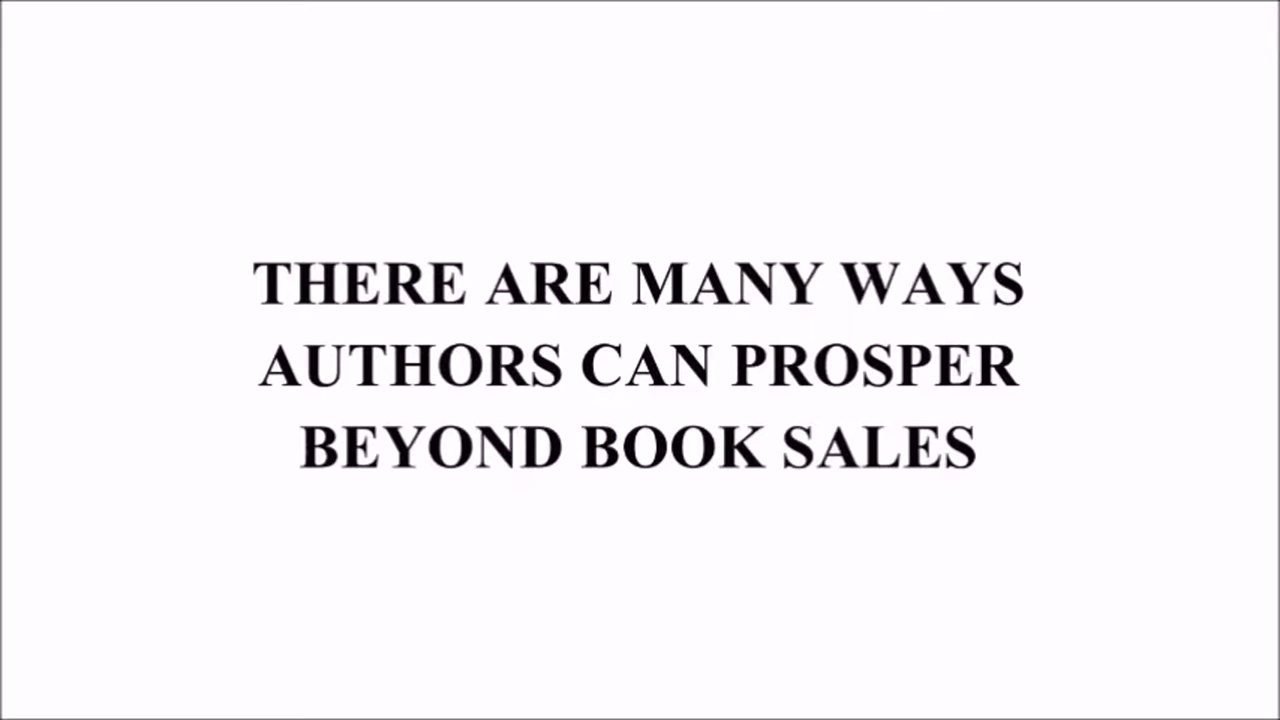 THERE ARE MANY WAYS
AUTHORS CAN PROSPER
BEYOND BOOK SALES